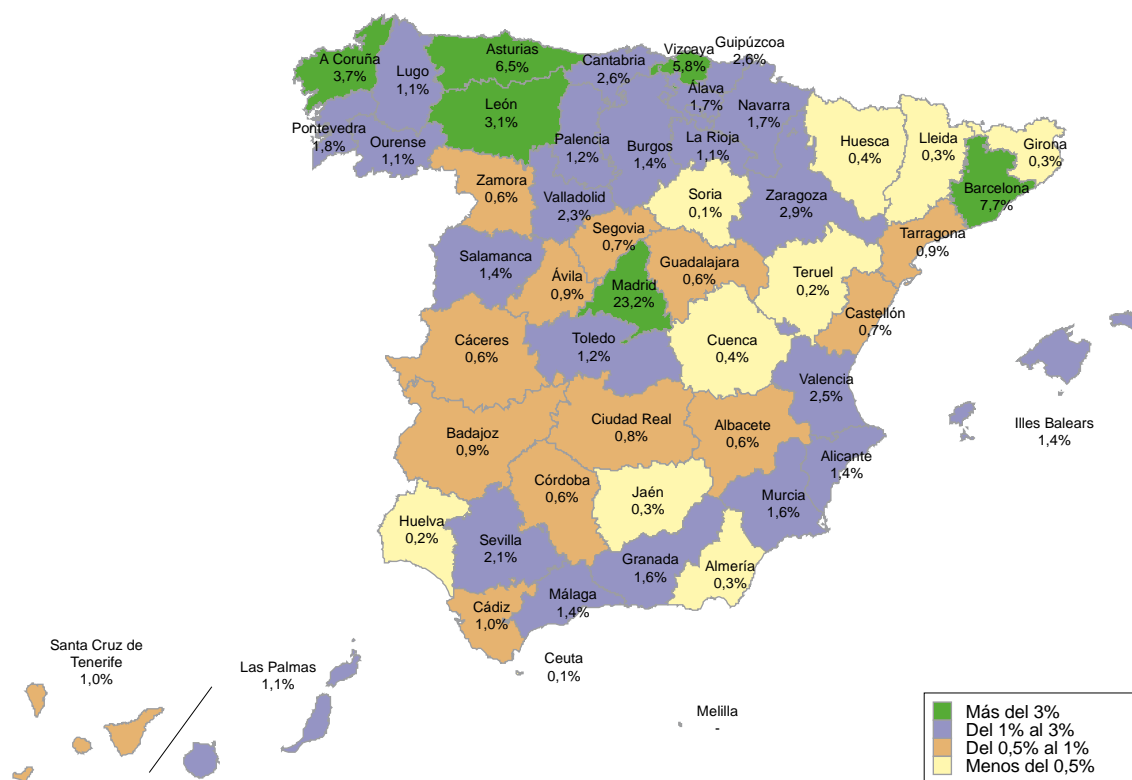 A Coruña
3,7%
Lugo
1,1%
Asturias
6,5%
Cantabria
2,6%
Vizcaya
5,8%
Guipúzcoa
2,6%
Álava
1,7%
Navarra
1,7%
León
3,1%
Palencia
1,2%
Burgos
1,4%
La Rioja
1,1%
Pontevedra
1,8%
Ourense
1,1%
Huesca
0,4%
Lleida
0,3%
Girona
0,3%
Barcelona
7,7%
Zamora
0,6%
Valladolid
2,3%
Soria
0,1%
Zaragoza
2,9%
Tarragona
0,9%
Segovia
0,7%
Salamanca
1,4%
Ávila
0,9%
Madrid
23,2%
Guadalajara
0,6%
Teruel
0,2%
Castellón
0,7%
Cáceres
0,6%
Toledo
1,2%
Cuenca
0,4%
Valencia
2,5%
Illes Balears
1,4%
Badajoz
0,9%
Ciudad Real
0,8%
Albacete
0,6%
Alicante
1,4%
Córdoba
0,6%
Jaén
0,3%
Murcia
1,6%
Huelva
0,2%
Sevilla
2,1%
Granada
1,6%
Almería
0,3%
Cádiz
1,0%
Málaga
1,4%
Santa Cruz de
Tenerife
1,0%
Las Palmas
1,1%
Ceuta
0,1%
Melilla
-
Más del 3%
Del 1% al 3%
Del 0,5% al 1%
Menos del 0,5%